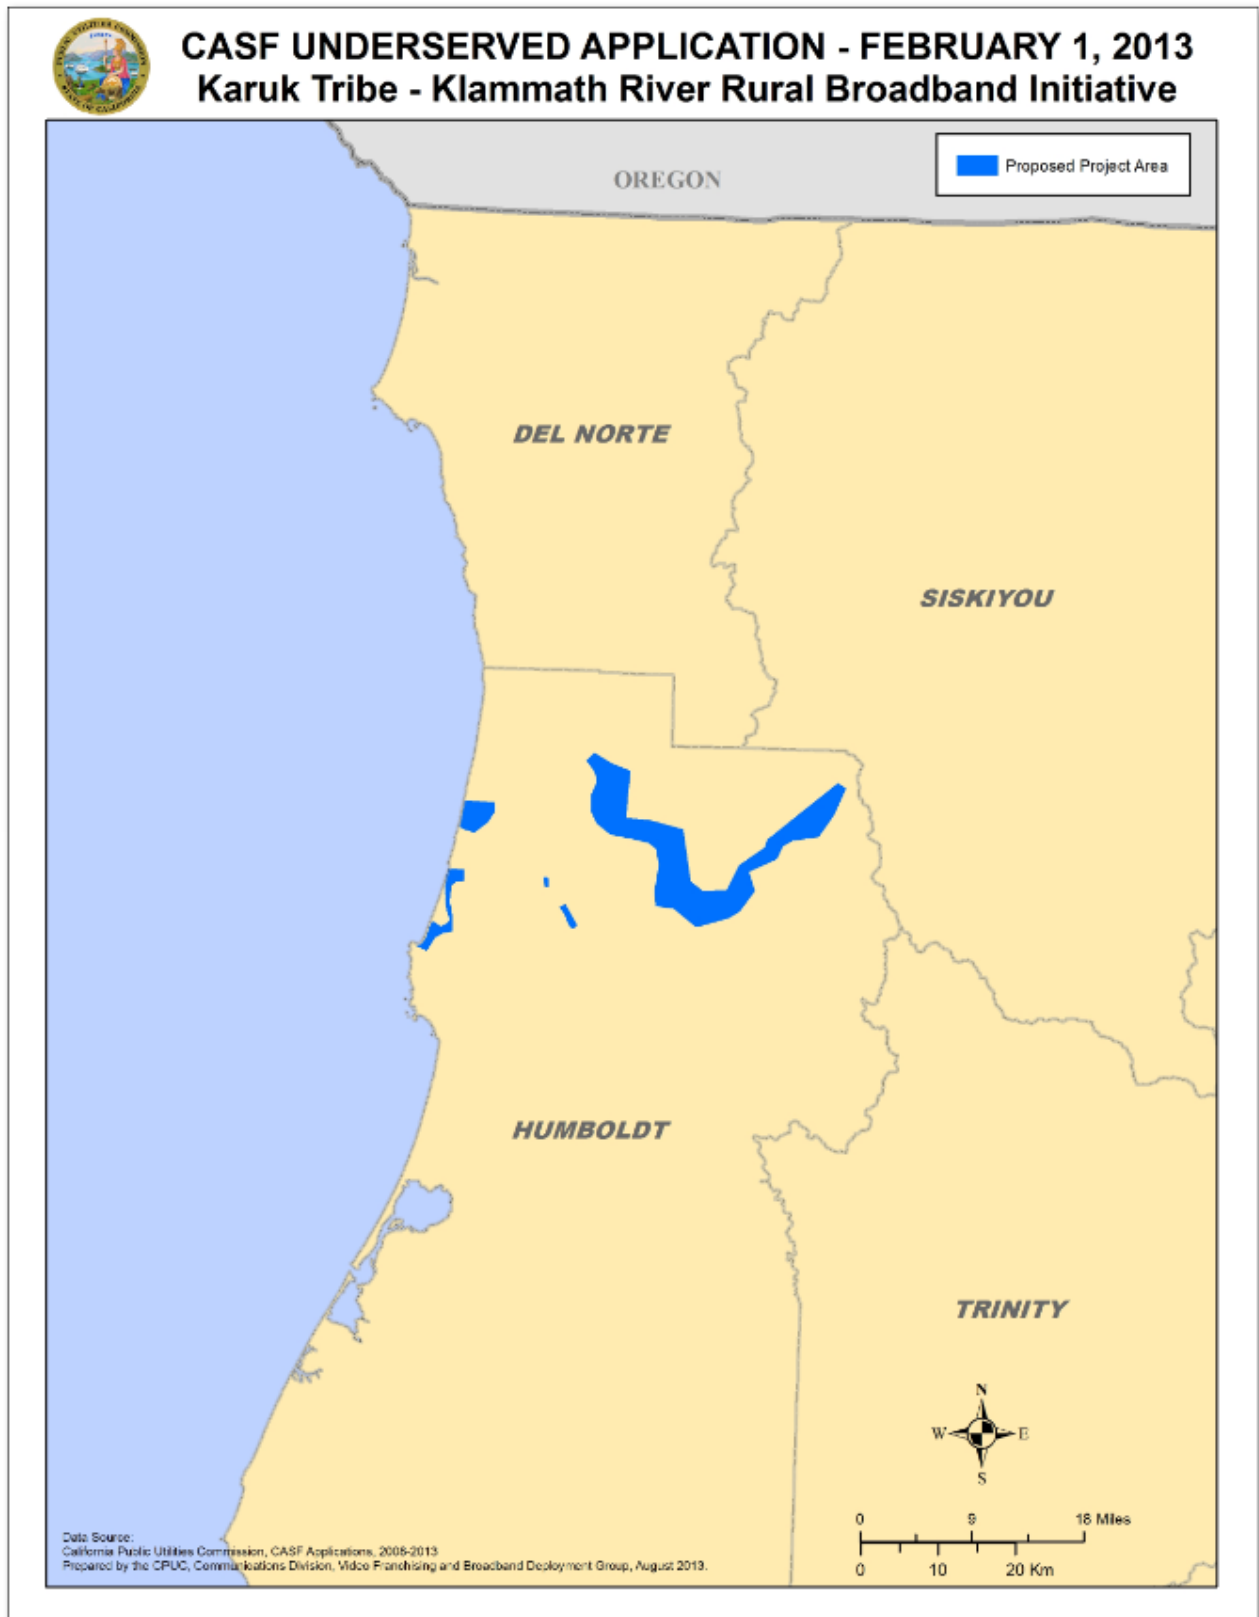 CASF UNDERSERVED APPLICATION - FEBRUARY 1, 2013
Karuk Tribe - Klammath River Rural Broadband Initiative
Proposed Project Area
OREGON
DEL NORTE
SISKIYOU
HUMBOLDT
TRINITY
N
W E
S
0 9 18 Miles
0 10 20 Km
Data Source:
California Public Utilities Commission, CASF Applications, 2008-2013
Prepared by the CPUC, Communications Division, Video Franchising and Broadband Deployment Group, August 2013.